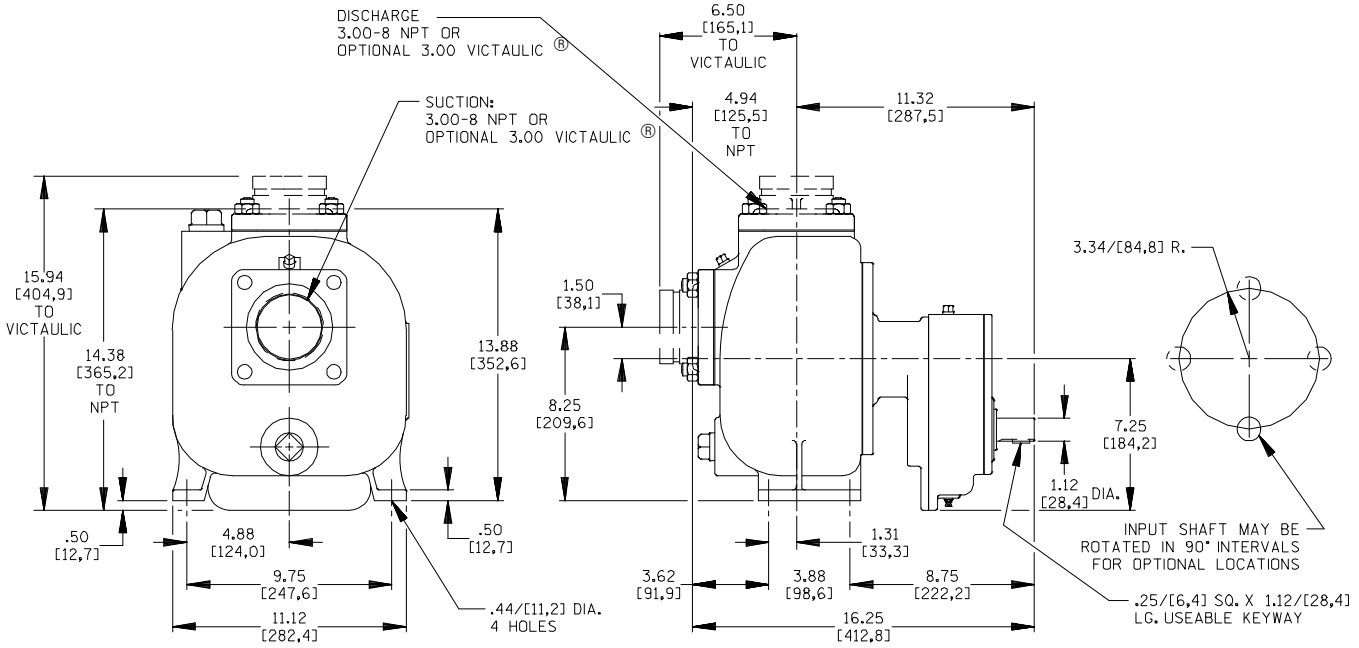 DISCHARGE
3.00-8 NPT OR
OPTIONAL 3.00 VICTAULIC ®
SUCTION:
3.00-8 NPT OR
OPTIONAL 3.00 VICTAULIC ®
15.94
[404,9]
TO
VICTAULIC
14.38
[365,2]
TO
NPT
13.88
[352,6]
.50
[12,7]
4.88
[124,0]
.50
[12,7]
9.75
[247,6]
11.12
[282,4]
.44/[11,2] DIA.
4 HOLES
6.50
[165,1]
TO
VICTAULIC
4.94
[125,5]
TO
NPT
11.32
[287,5]
1.50
[38,1]
8.25
[209,6]
7.25
[184,2]
1.12
[28,4] DIA.
1.31
[33,3]
3.62
[91,9]
3.88
[98,6]
8.75
[222,2]
16.25
[412,8]
3.34/[84,8] R.
INPUT SHAFT MAY BE
ROTATED IN 90° INTERVALS
FOR OPTIONAL LOCATIONS
.25/[6,4] SQ. X 1.12/[28,4]
LG. USEABLE KEYWAY